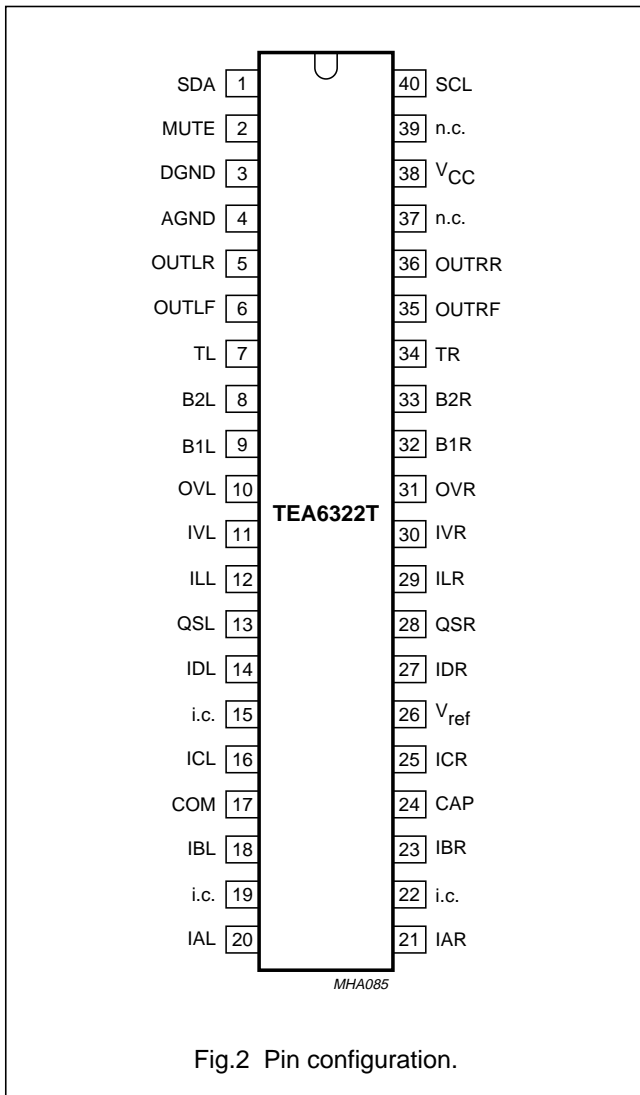 SDA 1 40 SCL
MUTE 2 39 n.c.
DGND 3 38 VCC
AGND 4 37 n.c.
OUTLR 5 36 OUTRR
OUTLF 6 35 OUTRF
TL 7 34 TR
B2L 8 33 B2R
B1L 9 32 B1R
OVL 10 31 OVR
TEA6322T
IVL 11 30 IVR
ILL 12 29 ILR
QSL 13 28 QSR
IDL 14 27 IDR
i.c. 15 26 Vref
ICL 16 25 ICR
COM 17 24 CAP
IBL 18 23 IBR
i.c. 19 22 i.c.
IAL 20 21 IAR
MHA085
Fig.2 Pin configuration.